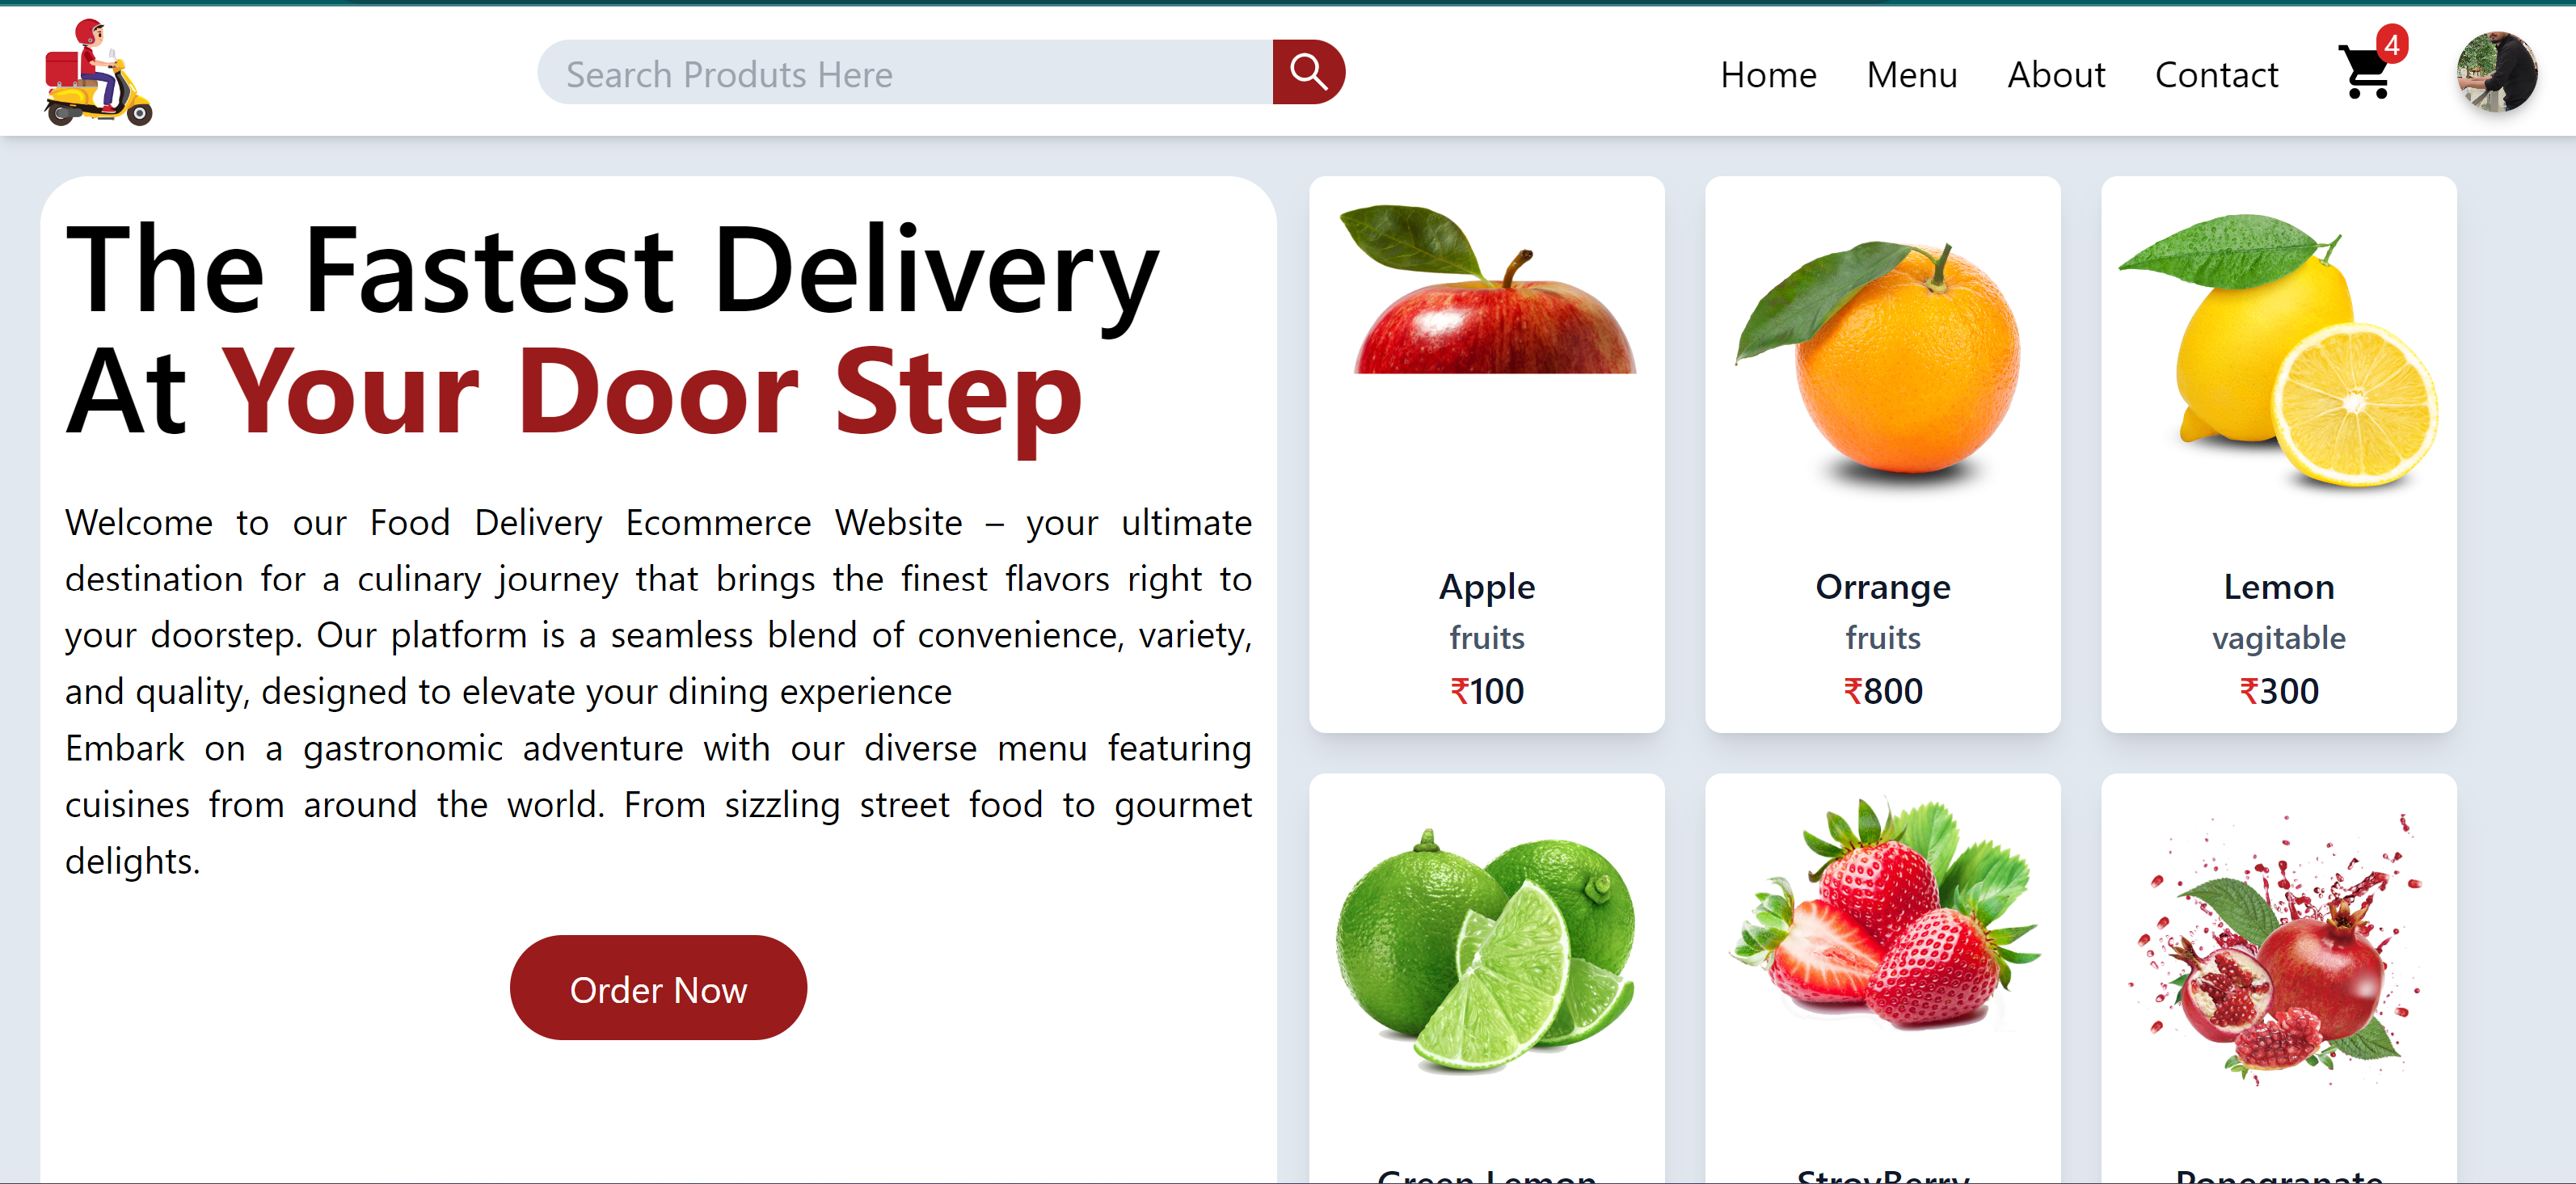 Search Produts Here
Home Menu About Contact
4
The Fastest Delivery
At Your Door Step
Welcome to our Food Delivery Ecommerce Website – your ultimate
destination for a culinary journey that brings the finest flavors right to
your doorstep. Our platform is a seamless blend of convenience, variety,
and quality, designed to elevate your dining experience
Embark on a gastronomic adventure with our diverse menu featuring
cuisines from around the world. From sizzling street food to gourmet
delights.
Order Now
Apple
fruits
₹100
Orrange
fruits
₹800
Lemon
vagitable
₹300
Green Lemon
StroyBerry
Ponegranate